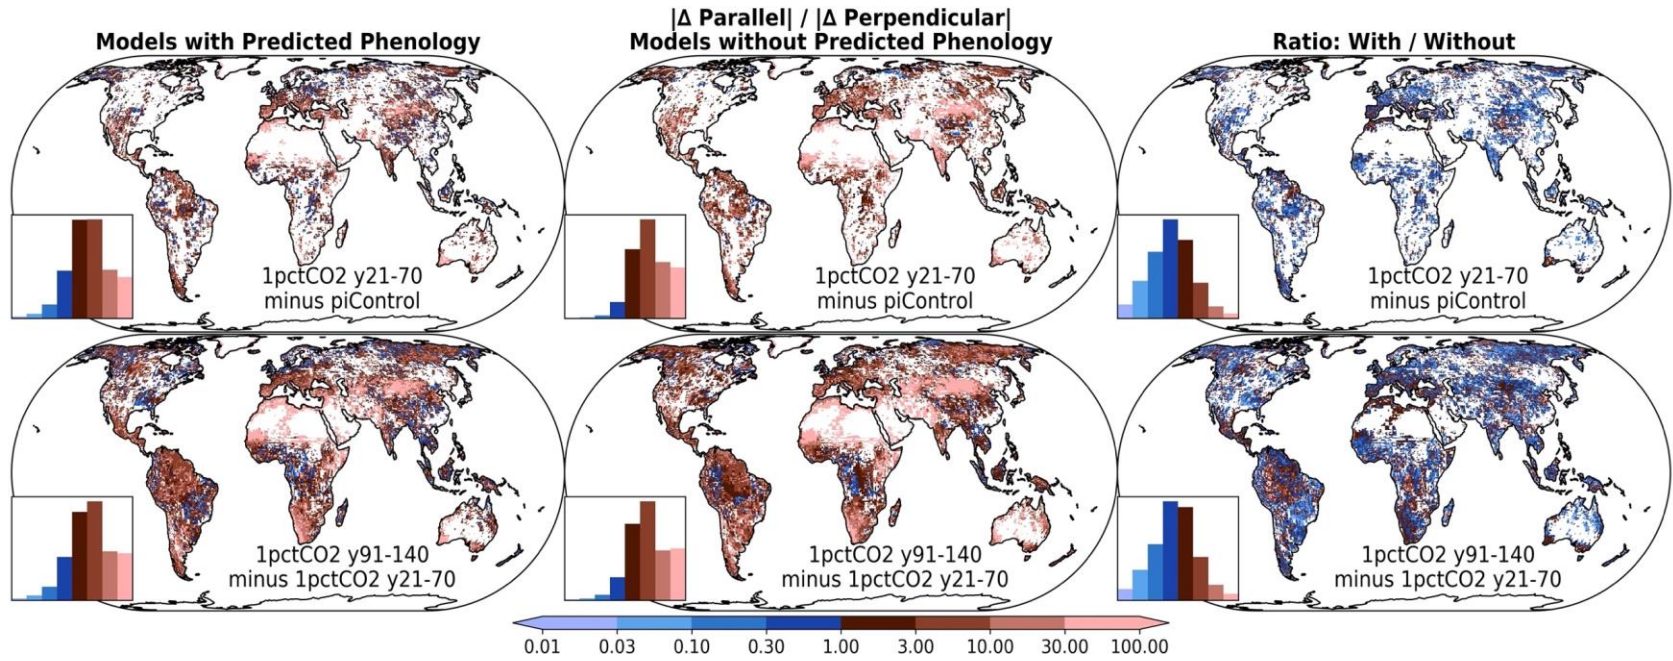 |Δ Parallel| / |Δ Perpendicular|
Models with Predicted Phenology
Models without Predicted Phenology
Ratio: With / Without
1pctCO2 y21-70
minus piControl
1pctCO2 y21-70
minus piControl
1pctCO2 y21-70
minus piControl
1pctCO2 y91-140
minus 1pctCO2 y21-70
1pctCO2 y91-140
minus 1pctCO2 y21-70
1pctCO2 y91-140
minus 1pctCO2 y21-70
0.01 0.03 0.10 0.30 1.00 3.00 10.00 30.00 100.00